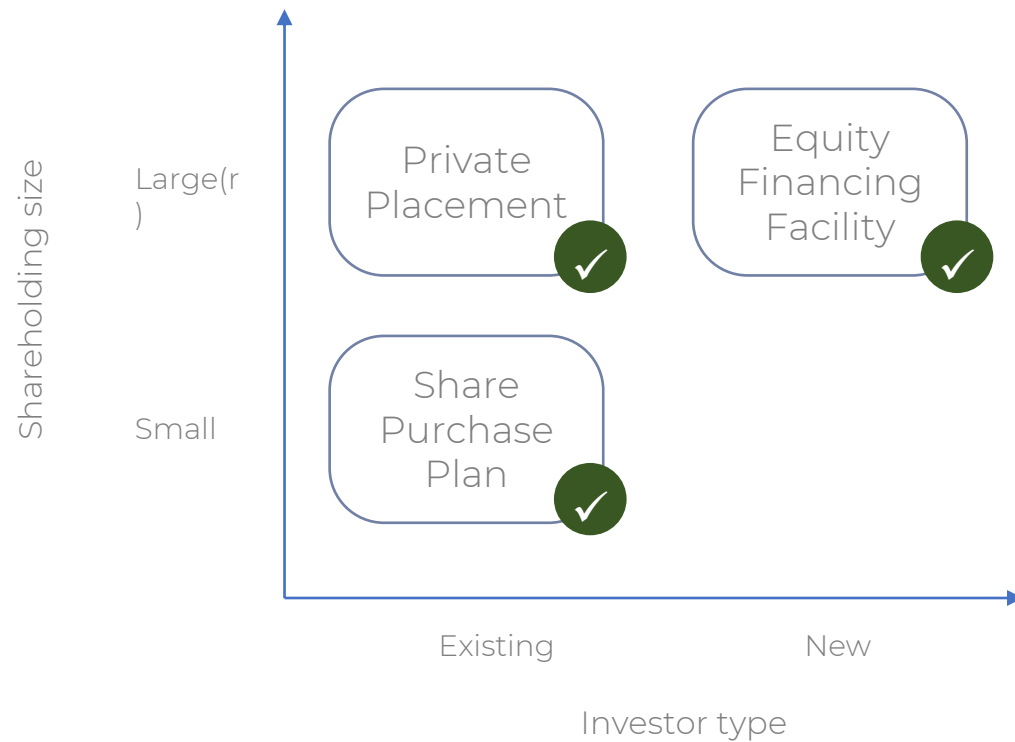 Shareholding size
Large(r
)
Private
Placement
Equity
Financing
Facility
Small
Share
Purchase
Plan
Existing
New
Investor type